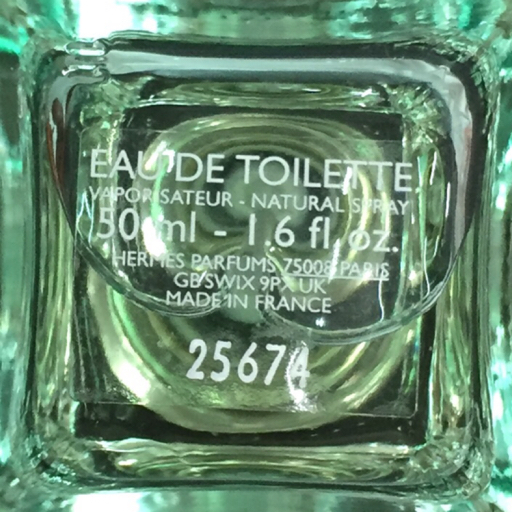 EAU DE TOILETTE
VAPORISATEUR - NATURAL SPRAY
50 ml - 1.6 fl. oz.
HERMES PARFUMS 75008 PARIS
GB SW1X 9PX UK
MADE IN FRANCE
25674